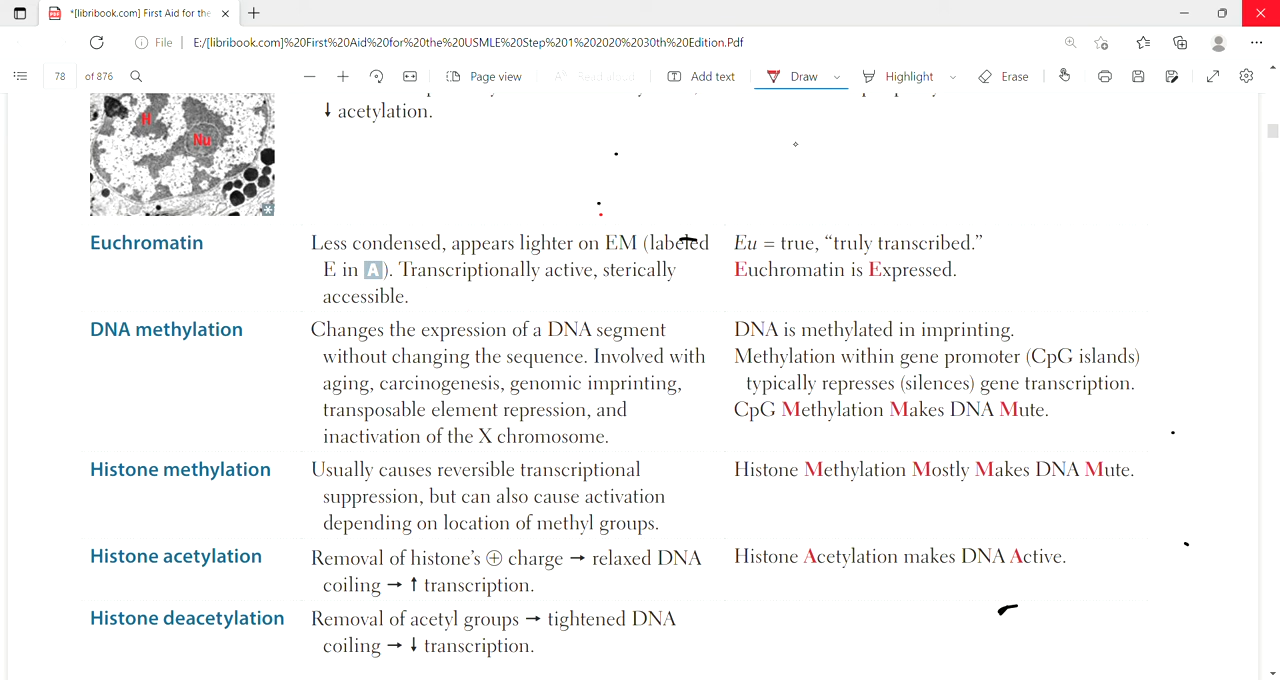 *[libribook.com] First Aid for the
File
E:/[libribook.com]%20First%20Aid%20for%20the%20USMLE%20Step%201%202020%2030th%20Edition.Pdf
78 of 876
Page view
Read aloud
Add text
Draw
Highlight
Erase
H
Nu
↓ acetylation.
Euchromatin
Less condensed, appears lighter on EM (labeled
E in A). Transcriptionally active, sterically
accessible.
Eu = true, “truly transcribed.”
Euchromatin is Expressed.
DNA methylation
Changes the expression of a DNA segment
without changing the sequence. Involved with
aging, carcinogenesis, genomic imprinting,
transposable element repression, and
inactivation of the X chromosome.
DNA is methylated in imprinting.
Methylation within gene promoter (CpG islands)
typically represses (silences) gene transcription.
CpG Methylation Makes DNA Mute.
Histone methylation
Usually causes reversible transcriptional
suppression, but can also cause activation
depending on location of methyl groups.
Histone Methylation Mostly Makes DNA Mute.
Histone acetylation
Removal of histone’s ⊕ charge → relaxed DNA
coiling → ↑ transcription.
Histone Acetylation makes DNA Active.
Histone deacetylation
Removal of acetyl groups → tightened DNA
coiling → ↓ transcription.